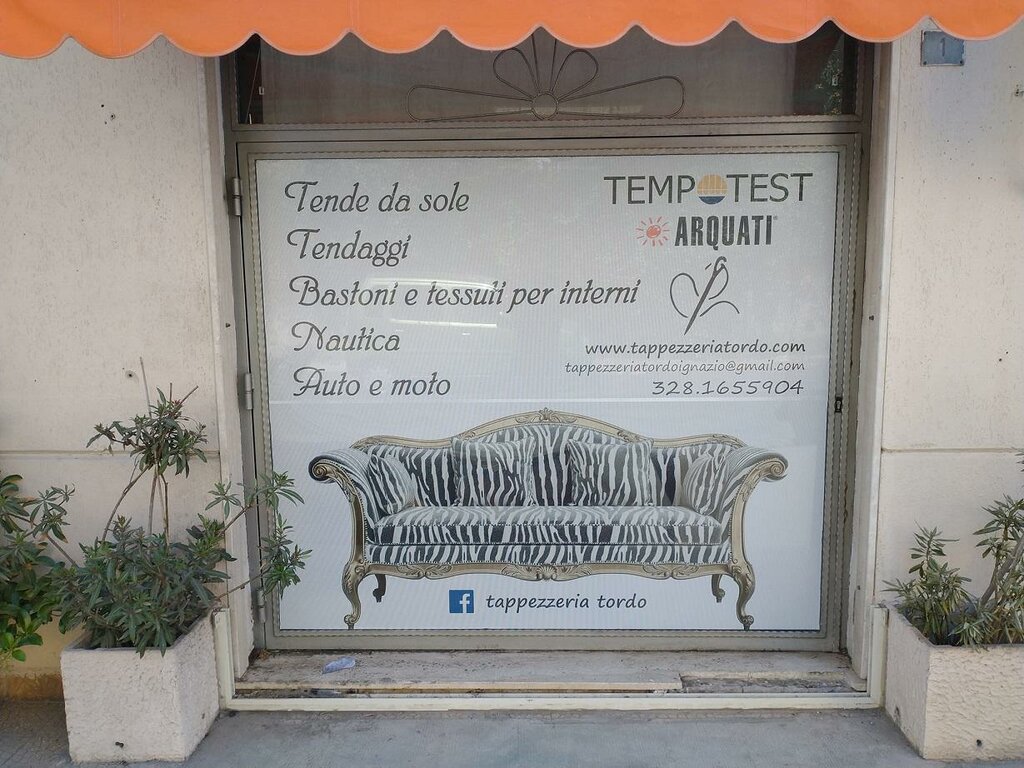 1
Tende da sole
Tendaggi
Bastoni e tessuti per interni
Nautica
Auto e moto
TEMPOTEST
ARQUATI
www.tappezzeriatordo.com
tappezzeriatordoignazio@gmail.com
328.1655904
f tappezzeria tordo